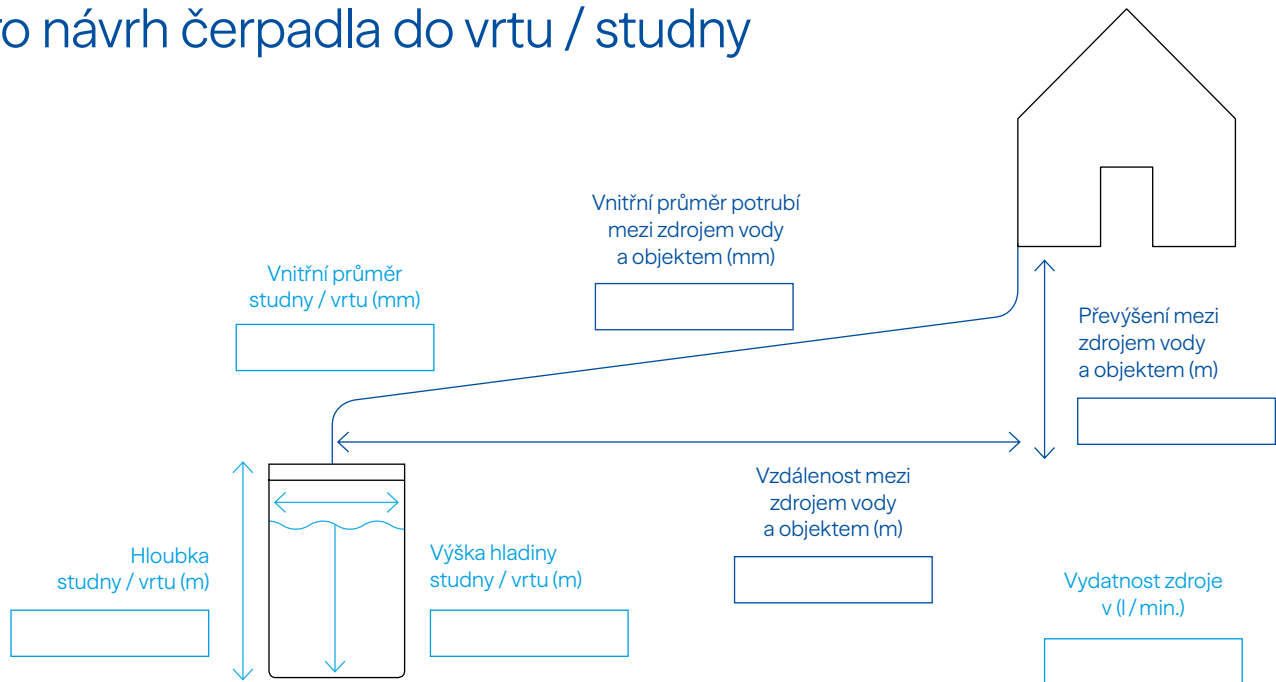 ro návrh čerpadla do vrtu / studny
Vnitřní průměr potrubí
mezi zdrojem vody
a objektem (mm)
Vnitřní průměr
studny / vrtu (mm)
Převýšení mezi
zdrojem vody
a objektem (m)
Vzdálenost mezi
zdrojem vody
a objektem (m)
Hloubka
studny / vrtu (m)
Výška hladiny
studny / vrtu (m)
Vydatnost zdroje
v (l / min.)